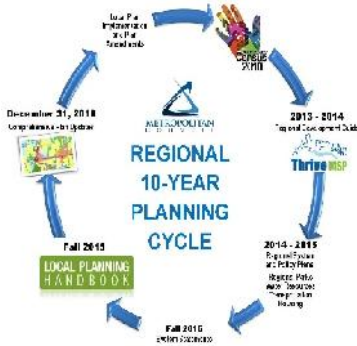 Local Plan
Implementation
and Plan
Amendments
Census
2010
2013 - 2014
Regional Development Guide
Thrive MSP
2014 - 2015
Regional System
and Policy Plans
Regional Parks
Water Resources
Transportation
Housing
Fall 2015
System Statements
Fall 2015
LOCAL PLANNING
HANDBOOK
December 31, 2018
Comprehensive Plan Updates
METROPOLITAN
COUNCIL
REGIONAL
10-YEAR
PLANNING
CYCLE